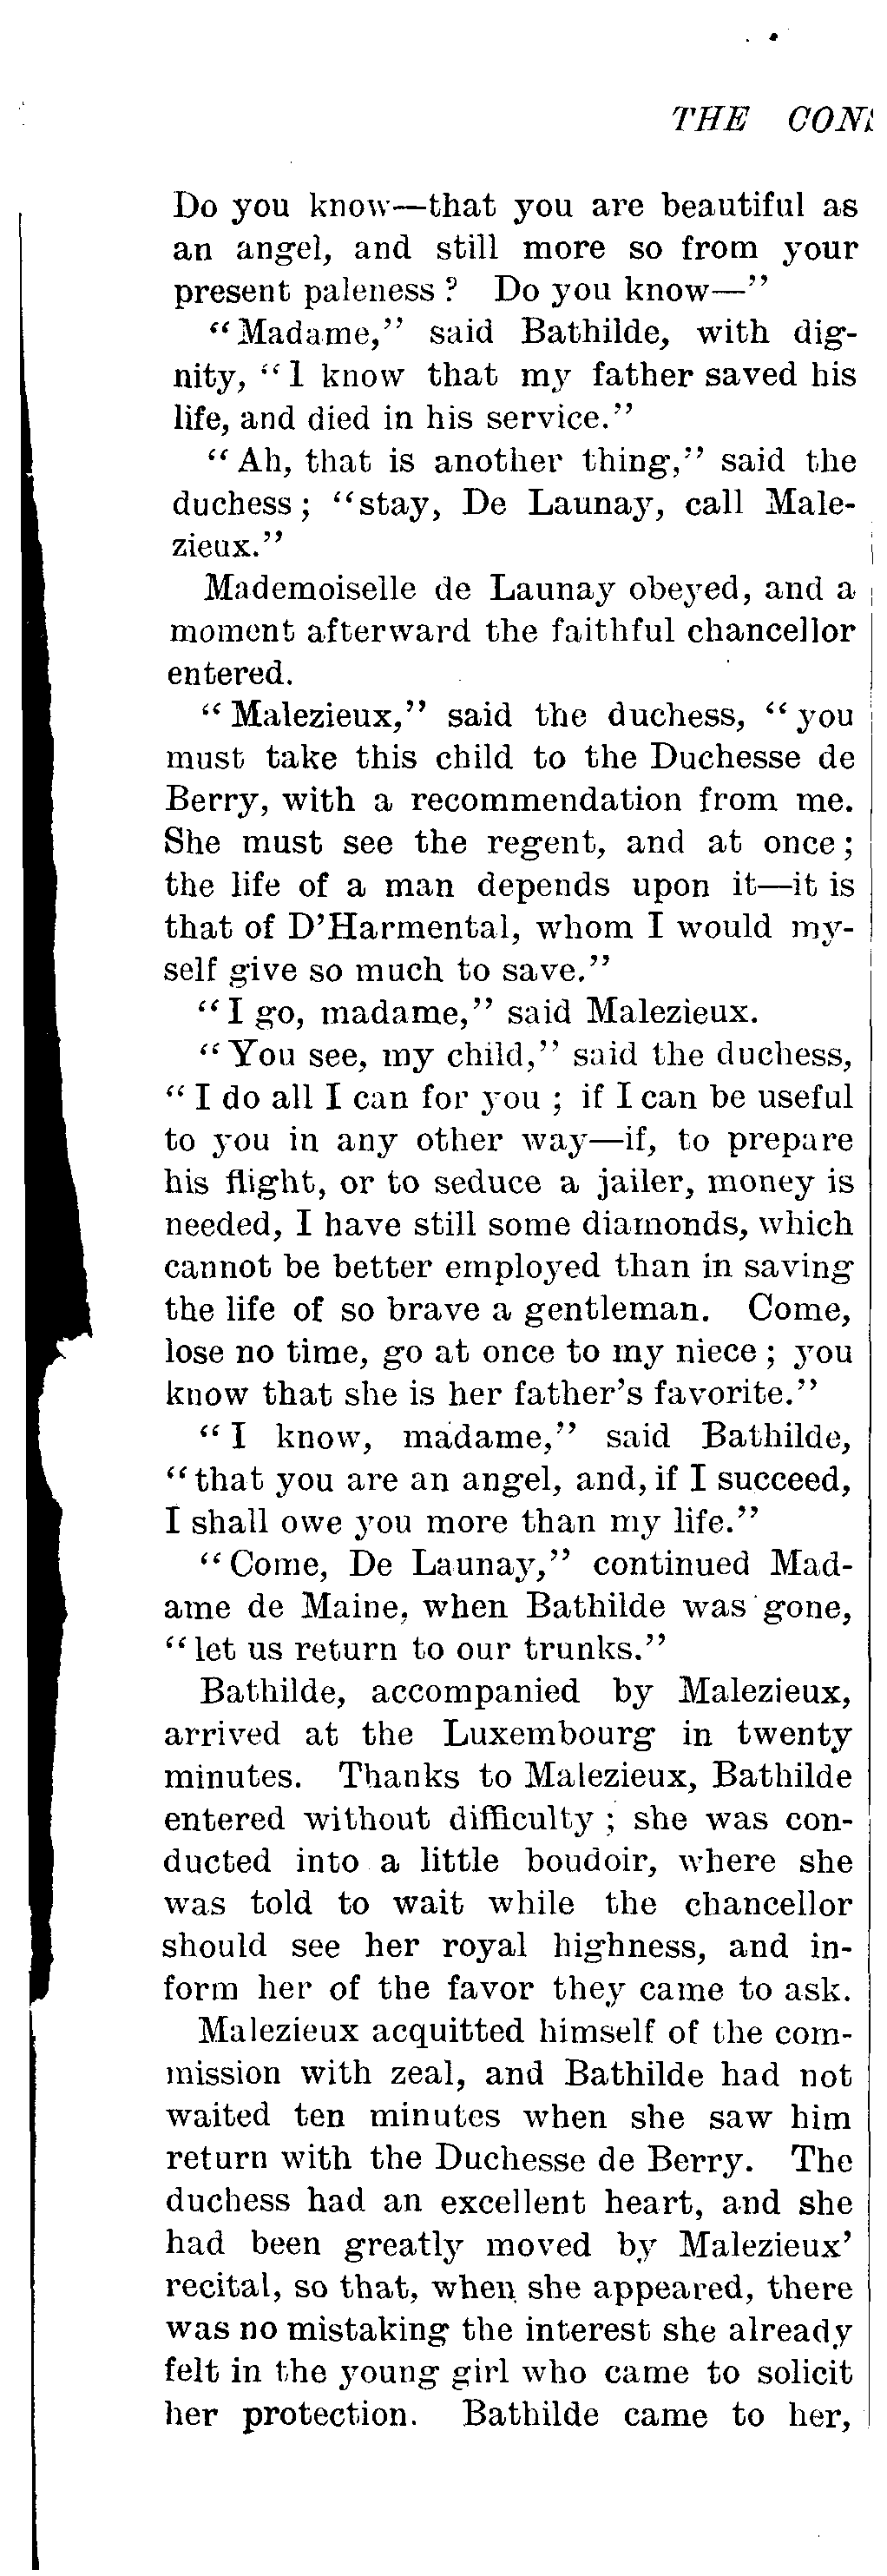 THE CONS
Do you know—that you are beautiful as
an angel, and still more so from your
present paleness? Do you know—”
“Madame,” said Bathilde, with dig-
nity, “I know that my father saved his
life, and died in his service.”
“Ah, that is another thing,” said the
duchess; “stay, De Launay, call Male-
zieux.”
Mademoiselle de Launay obeyed, and a
moment afterward the faithful chancellor
entered.
“Malezieux,” said the duchess, “you
must take this child to the Duchesse de
Berry, with a recommendation from me.
She must see the regent, and at once;
the life of a man depends upon it—it is
that of D’Harmental, whom I would my-
self give so much to save.”
“I go, madame,” said Malezieux.
“You see, my child,” said the duchess,
“I do all I can for you; if I can be useful
to you in any other way—if, to prepare
his flight, or to seduce a jailer, money is
needed, I have still some diamonds, which
cannot be better employed than in saving
the life of so brave a gentleman. Come,
lose no time, go at once to my niece; you
know that she is her father’s favorite.”
“I know, madame,” said Bathilde,
“that you are an angel, and, if I succeed,
I shall owe you more than my life.”
“Come, De Launay,” continued Mad-
ame de Maine, when Bathilde was gone,
“let us return to our trunks.”
Bathilde, accompanied by Malezieux,
arrived at the Luxembourg in twenty
minutes. Thanks to Malezieux, Bathilde
entered without difficulty; she was con-
ducted into a little boudoir, where she
was told to wait while the chancellor
should see her royal highness, and in-
form her of the favor they came to ask.
Malezieux acquitted himself of the com-
mission with zeal, and Bathilde had not
waited ten minutes when she saw him
return with the Duchesse de Berry. The
duchess had an excellent heart, and she
had been greatly moved by Malezieux’
recital, so that, when she appeared, there
was no mistaking the interest she already
felt in the young girl who came to solicit
her protection. Bathilde came to her,